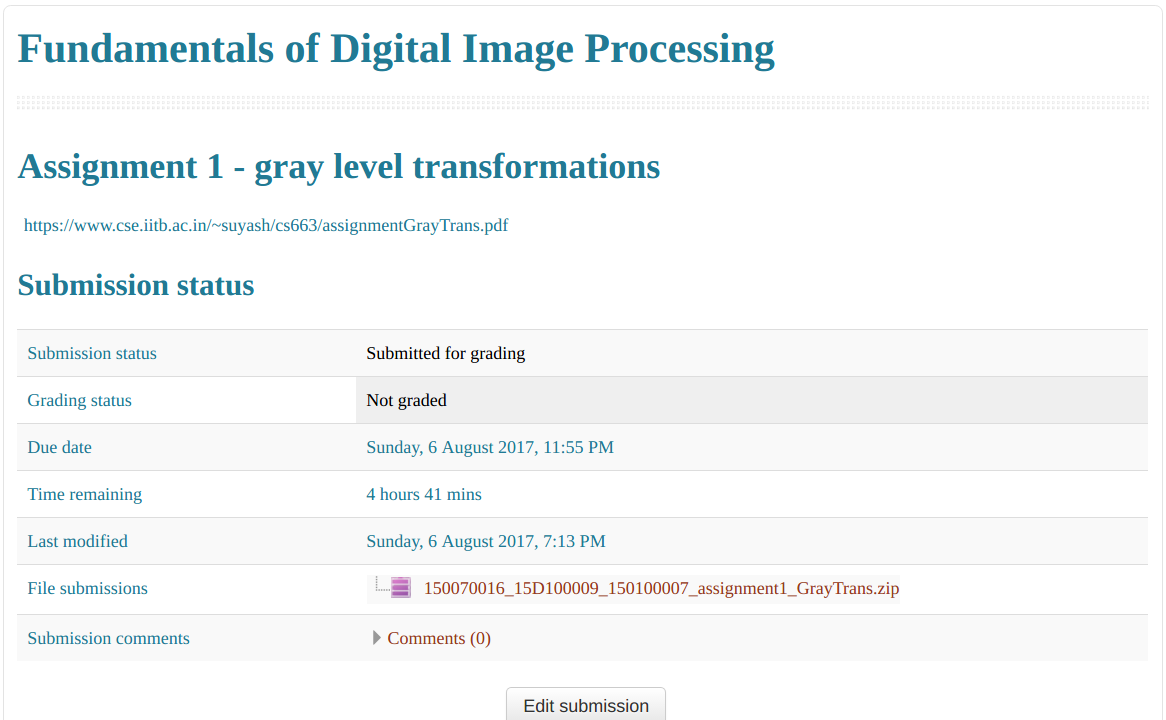 Fundamentals of Digital Image Processing
Assignment 1 - gray level transformations
https://www.cse.iitb.ac.in/~suyash/cs663/assignmentGrayTrans.pdf
Submission status
Submission status Submitted for grading
Grading status Not graded
Due date Sunday, 6 August 2017, 11:55 PM
Time remaining 4 hours 41 mins
Last modified Sunday, 6 August 2017, 7:13 PM
File submissions 150070016_15D100009_150100007_assignment1_GrayTrans.zip
Submission comments Comments (0)
Edit submission